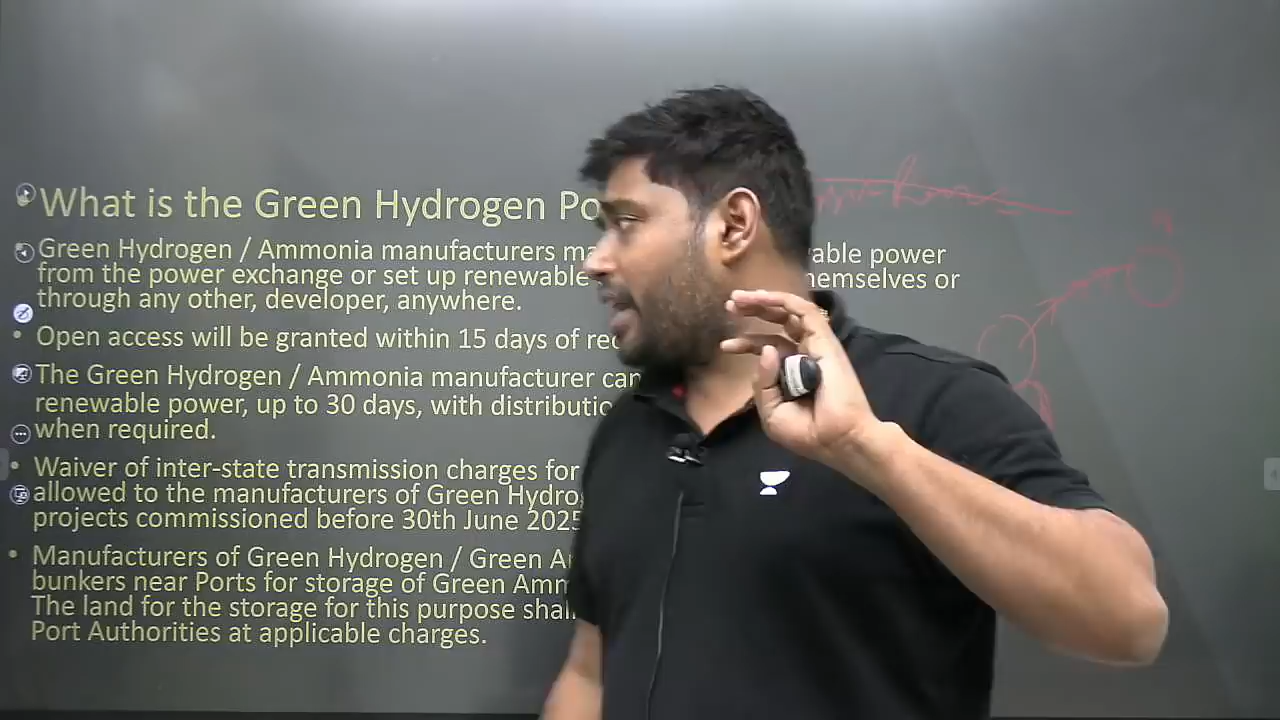 What is the Green Hydrogen Po
Green Hydrogen / Ammonia manufacturers ma able power
from the power exchange or set up renewable hemselves or
through any other, developer, anywhere.
Open access will be granted within 15 days of rec
The Green Hydrogen / Ammonia manufacturer can
renewable power, up to 30 days, with distributio
when required.
Waiver of inter-state transmission charges for
allowed to the manufacturers of Green Hydrog
projects commissioned before 30th June 2025
Manufacturers of Green Hydrogen / Green A
bunkers near Ports for storage of Green Amm
The land for the storage for this purpose shal
Port Authorities at applicable charges.